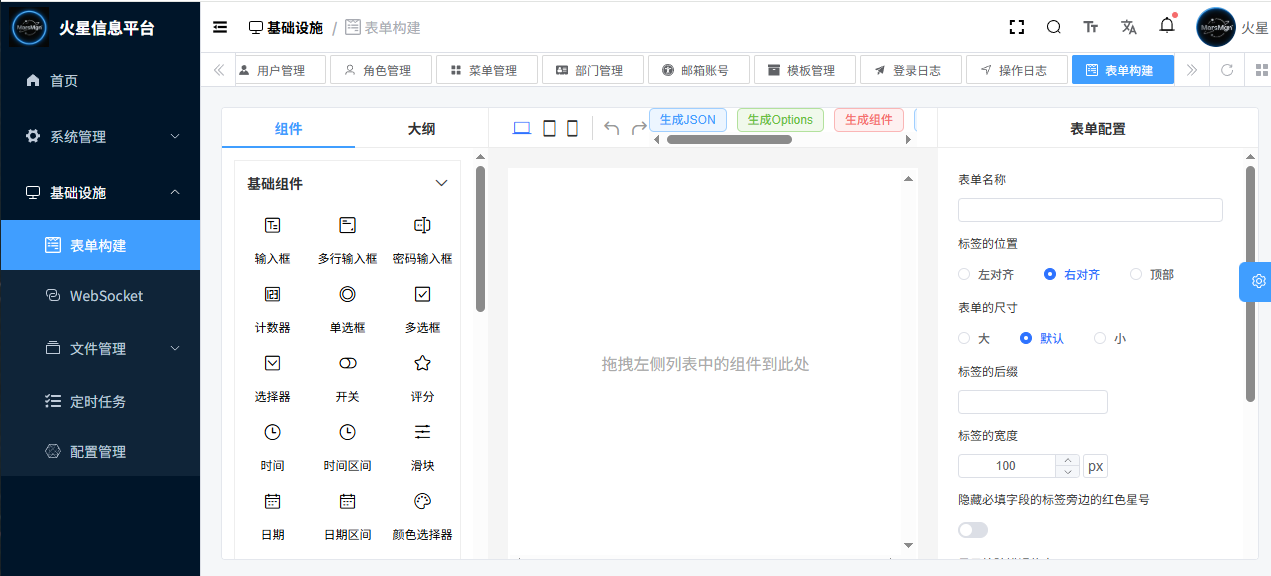 火星信息平台
基础设施 / 表单构建
火星
用户管理 角色管理 菜单管理 部门管理 邮箱账号 模板管理 登录日志 操作日志 表单构建
首页
系统管理
基础设施
表单构建
WebSocket
文件管理
定时任务
配置管理
组件 大纲
生成JSON 生成Options 生成组件
基础组件
输入框 多行输入框 密码输入框
计数器 单选框 多选框
选择器 开关 评分
时间 时间区间 滑块
日期 日期区间 颜色选择器
拖拽左侧列表中的组件到此处
表单配置
表单名称
标签的位置
左对齐 右对齐 顶部
表单的尺寸
大 默认 小
标签的后缀
标签的宽度
100 px
隐藏必填字段的标签旁边的红色星号